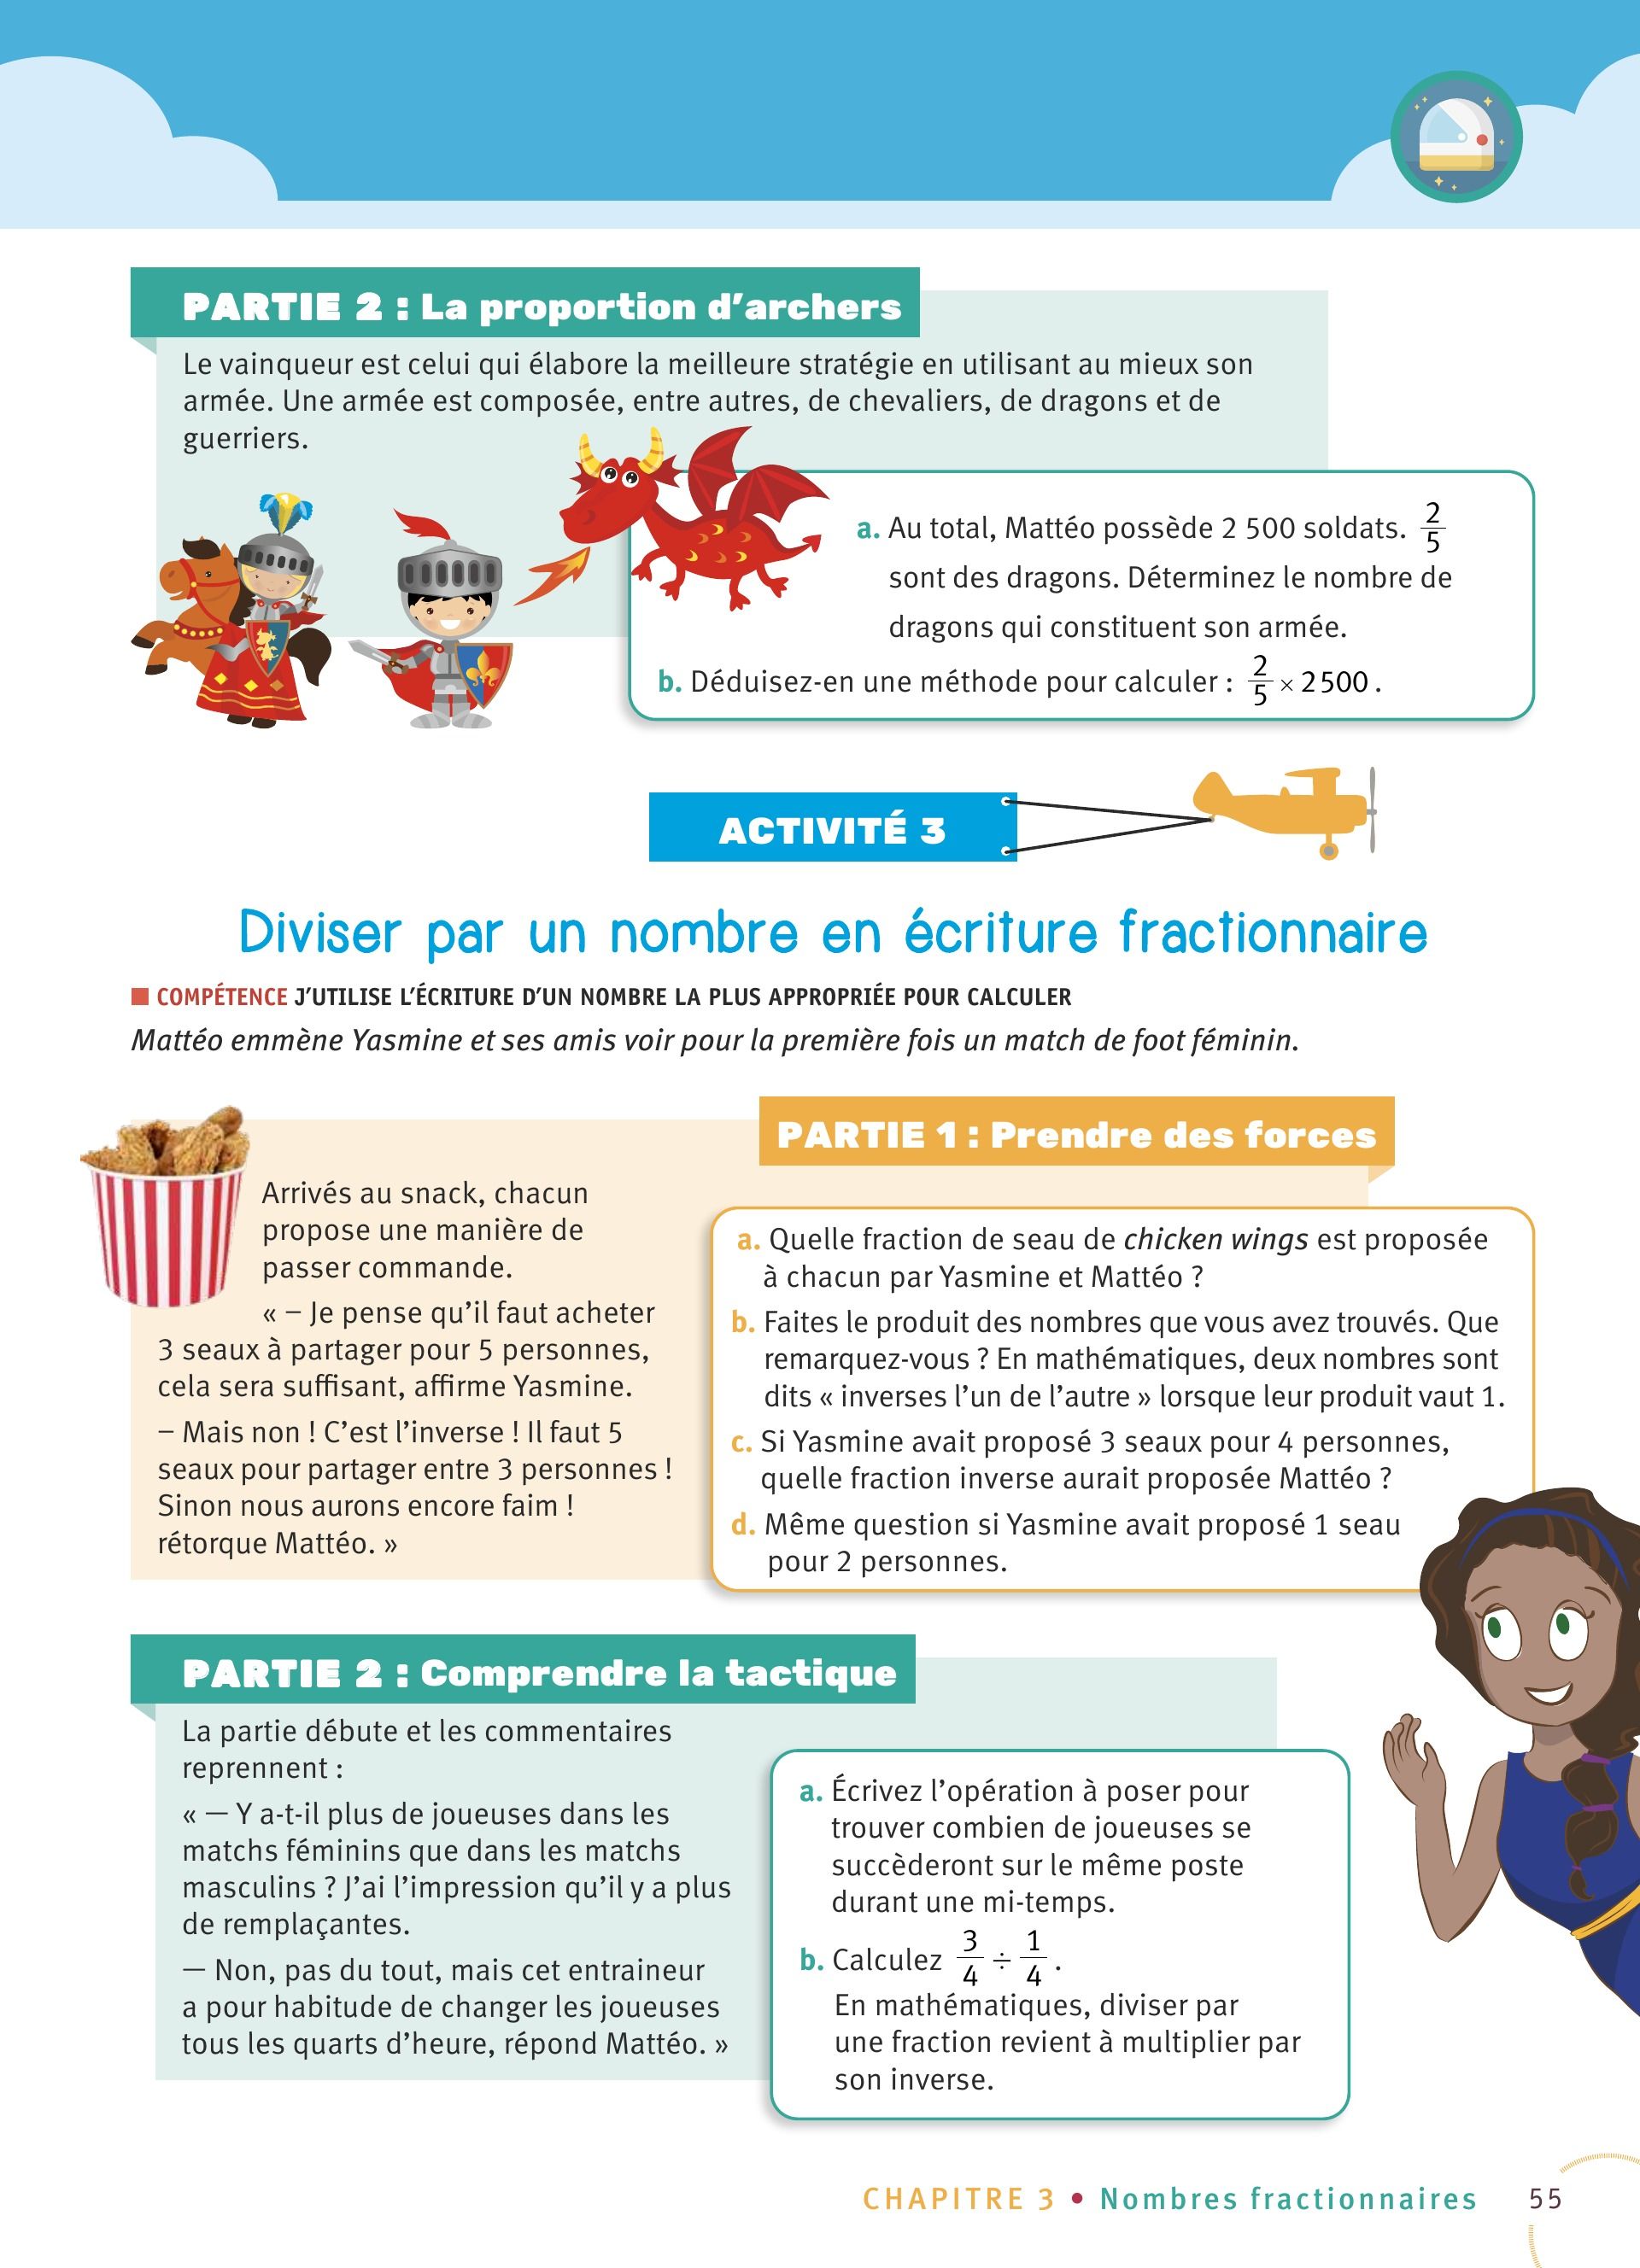 PARTIE 2 : La proportion d'archers
Le vainqueur est celui qui élabore la meilleure stratégie en utilisant au mieux son
armée. Une armée est composée, entre autres, de chevaliers, de dragons et de
guerriers.
a. Au total, Mattéo possède 2 500 soldats. 2/5
sont des dragons. Déterminez le nombre de
dragons qui constituent son armée.
b. Déduisez-en une méthode pour calculer : 2/5 × 2 500 .
ACTIVITÉ 3
Diviser par un nombre en écriture fractionnaire
COMPÉTENCE J'UTILISE L'ÉCRITURE D'UN NOMBRE LA PLUS APPROPRIÉE POUR CALCULER
Mattéo emmène Yasmine et ses amis voir pour la première fois un match de foot féminin.
PARTIE 1 : Prendre des forces
Arrivés au snack, chacun
propose une manière de
passer commande.
« – Je pense qu'il faut acheter
3 seaux à partager pour 5 personnes,
cela sera suffisant, affirme Yasmine.
– Mais non ! C'est l'inverse ! Il faut 5
seaux pour partager entre 3 personnes !
Sinon nous aurons encore faim !
rétorque Mattéo. »
a. Quelle fraction de seau de chicken wings est proposée
à chacun par Yasmine et Mattéo ?
b. Faites le produit des nombres que vous avez trouvés. Que
remarquez-vous ? En mathématiques, deux nombres sont
dits « inverses l'un de l'autre » lorsque leur produit vaut 1.
c. Si Yasmine avait proposé 3 seaux pour 4 personnes,
quelle fraction inverse aurait proposée Mattéo ?
d. Même question si Yasmine avait proposé 1 seau
pour 2 personnes.
PARTIE 2 : Comprendre la tactique
La partie débute et les commentaires
reprennent :
« — Y a-t-il plus de joueuses dans les
matchs féminins que dans les matchs
masculins ? J'ai l'impression qu'il y a plus
de remplaçantes.
— Non, pas du tout, mais cet entraineur
a pour habitude de changer les joueuses
tous les quarts d'heure, répond Mattéo. »
a. Écrivez l'opération à poser pour
trouver combien de joueuses se
succèderont sur le même poste
durant une mi-temps.
b. Calculez 3/4 ÷ 1/4 .
En mathématiques, diviser par
une fraction revient à multiplier par
son inverse.
CHAPITRE 3 • Nombres fractionnaires 55